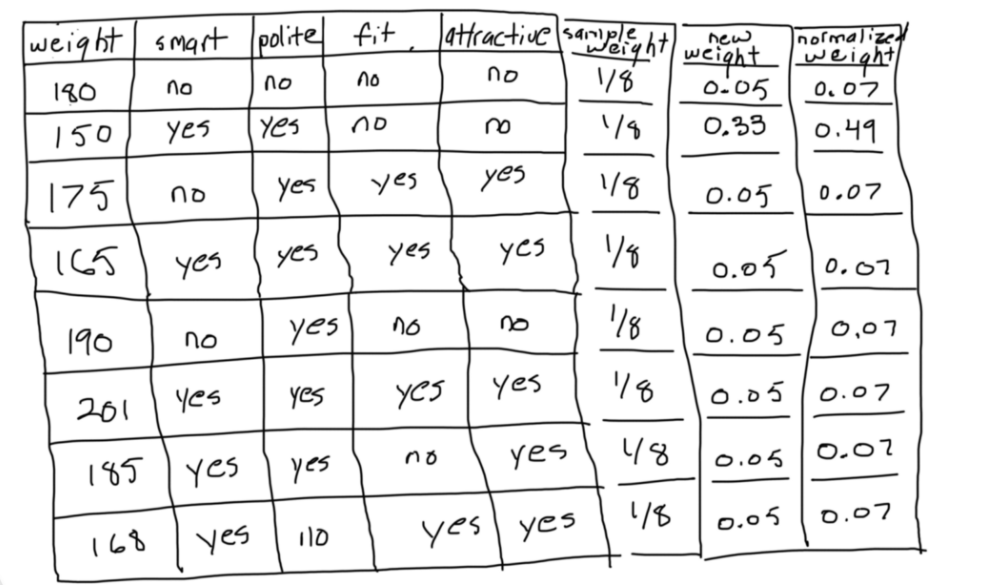 weight smart polite fit attractive sample weight new weight normalized weight
180 no no no no 1/8 0.05 0.07
150 yes yes no no 1/8 0.33 0.49
175 no yes yes yes 1/8 0.05 0.07
165 yes yes yes yes 1/8 0.05 0.07
190 no yes no no 1/8 0.05 0.07
201 yes yes yes yes 1/8 0.05 0.07
185 yes yes no yes 1/8 0.05 0.07
168 yes no yes yes 1/8 0.05 0.07